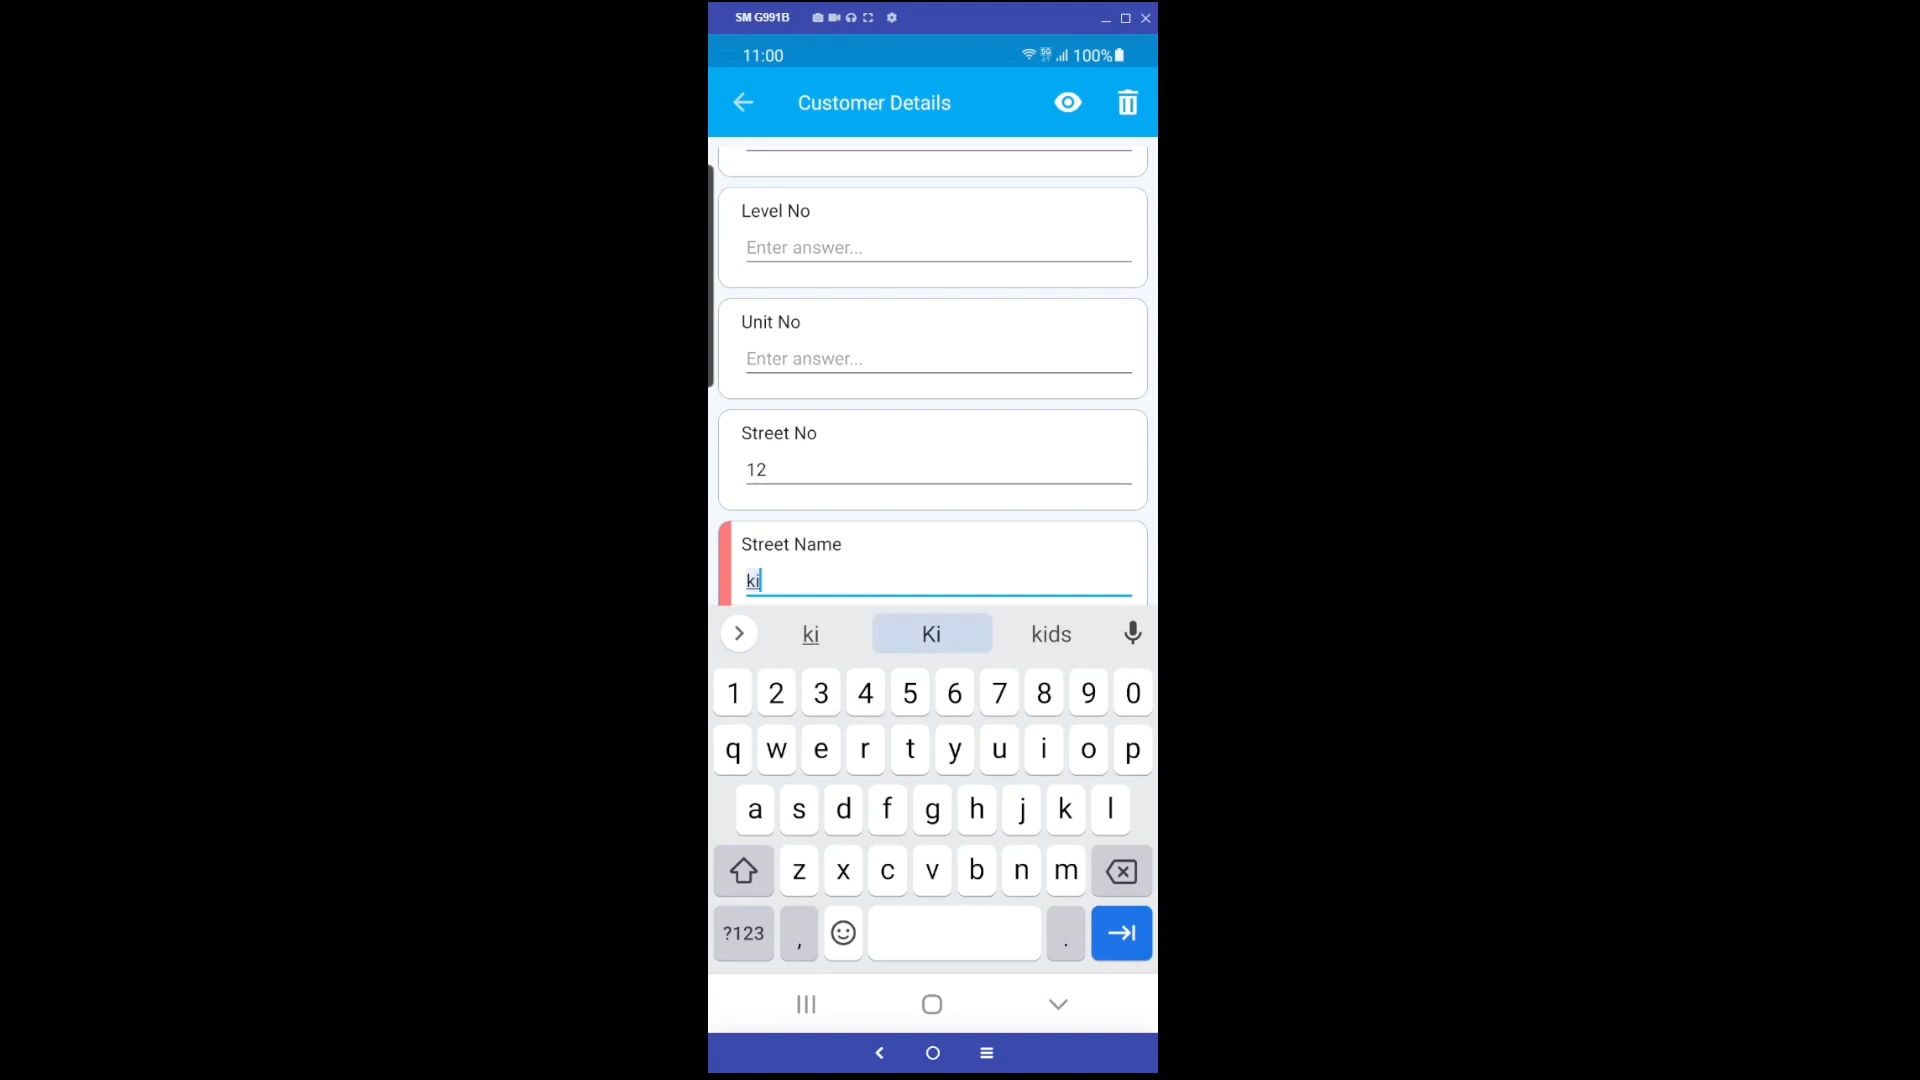 SM G991B
11:00
5G 100%
Customer Details
Level No
Enter answer...
Unit No
Enter answer...
Street No
12
Street Name
ki
ki Ki kids
1 2 3 4 5 6 7 8 9 0
q w e r t y u i o p
a s d f g h j k l
z x c v b n m
?123 , .